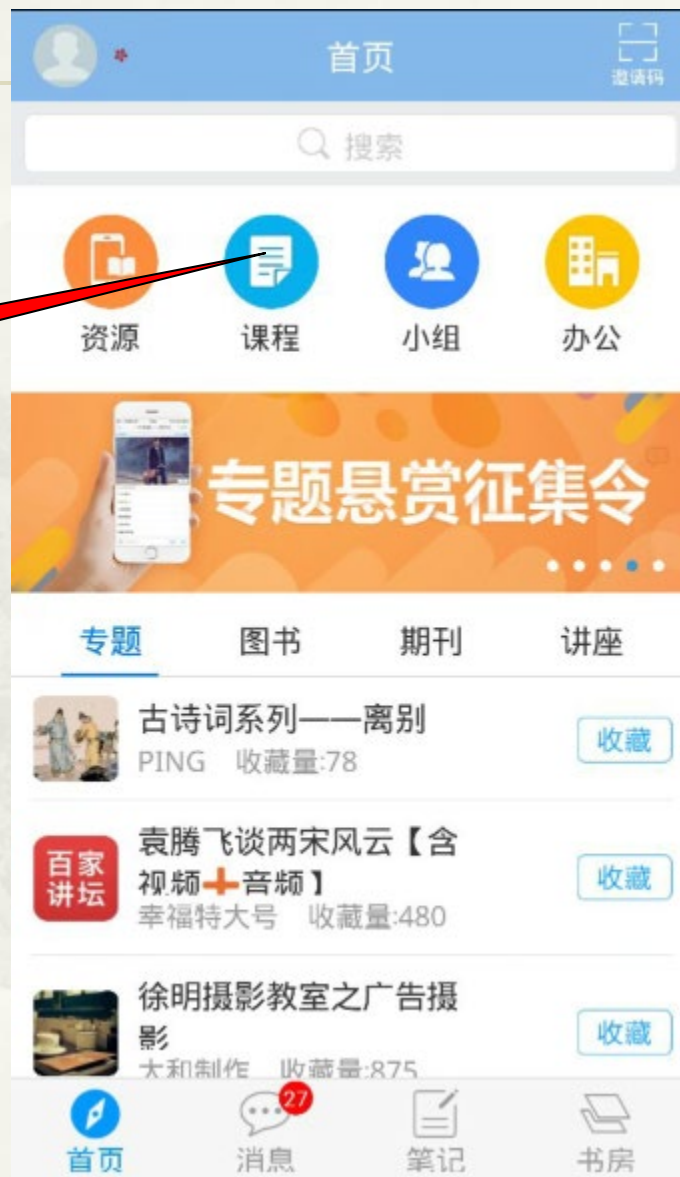 首页
邀请码
搜索
资源 课程 小组 办公
专题悬赏征集令
专题 图书 期刊 讲座
古诗词系列——离别
PING 收藏量:78
收藏
袁腾飞谈两宋风云【含
视频➕音频】
幸福特大号 收藏量:480
收藏
百家
讲坛
徐明摄影教室之广告摄
影
大和制作 收藏量:875
收藏
27
首页 消息 笔记 书房